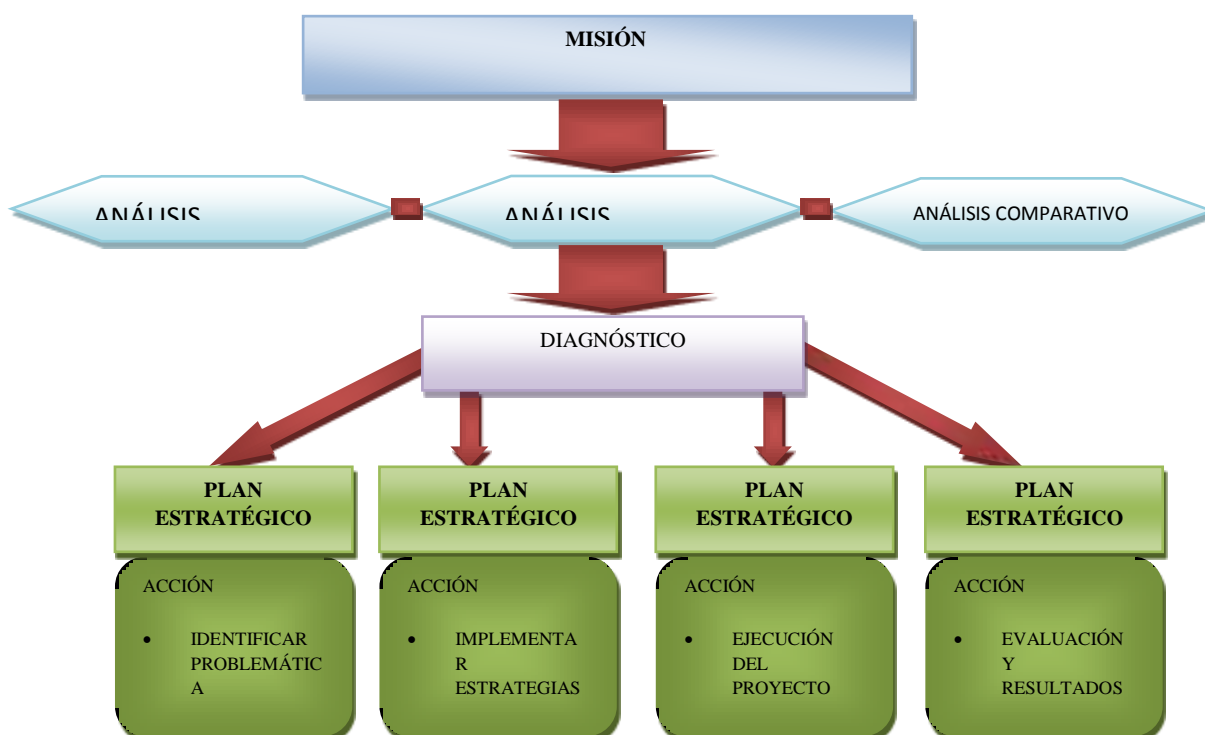 MISIÓN
ANÁLISIS
ANÁLISIS
ANÁLISIS COMPARATIVO
DIAGNÓSTICO
PLAN
ESTRATÉGICO
ACCIÓN
• IDENTIFICAR
PROBLEMÁTIC
A
PLAN
ESTRATÉGICO
ACCIÓN
• IMPLEMENTA
R
ESTRATEGIAS
PLAN
ESTRATÉGICO
ACCIÓN
• EJECUCIÓN
DEL
PROYECTO
PLAN
ESTRATÉGICO
ACCIÓN
• EVALUACIÓN
Y
RESULTADOS